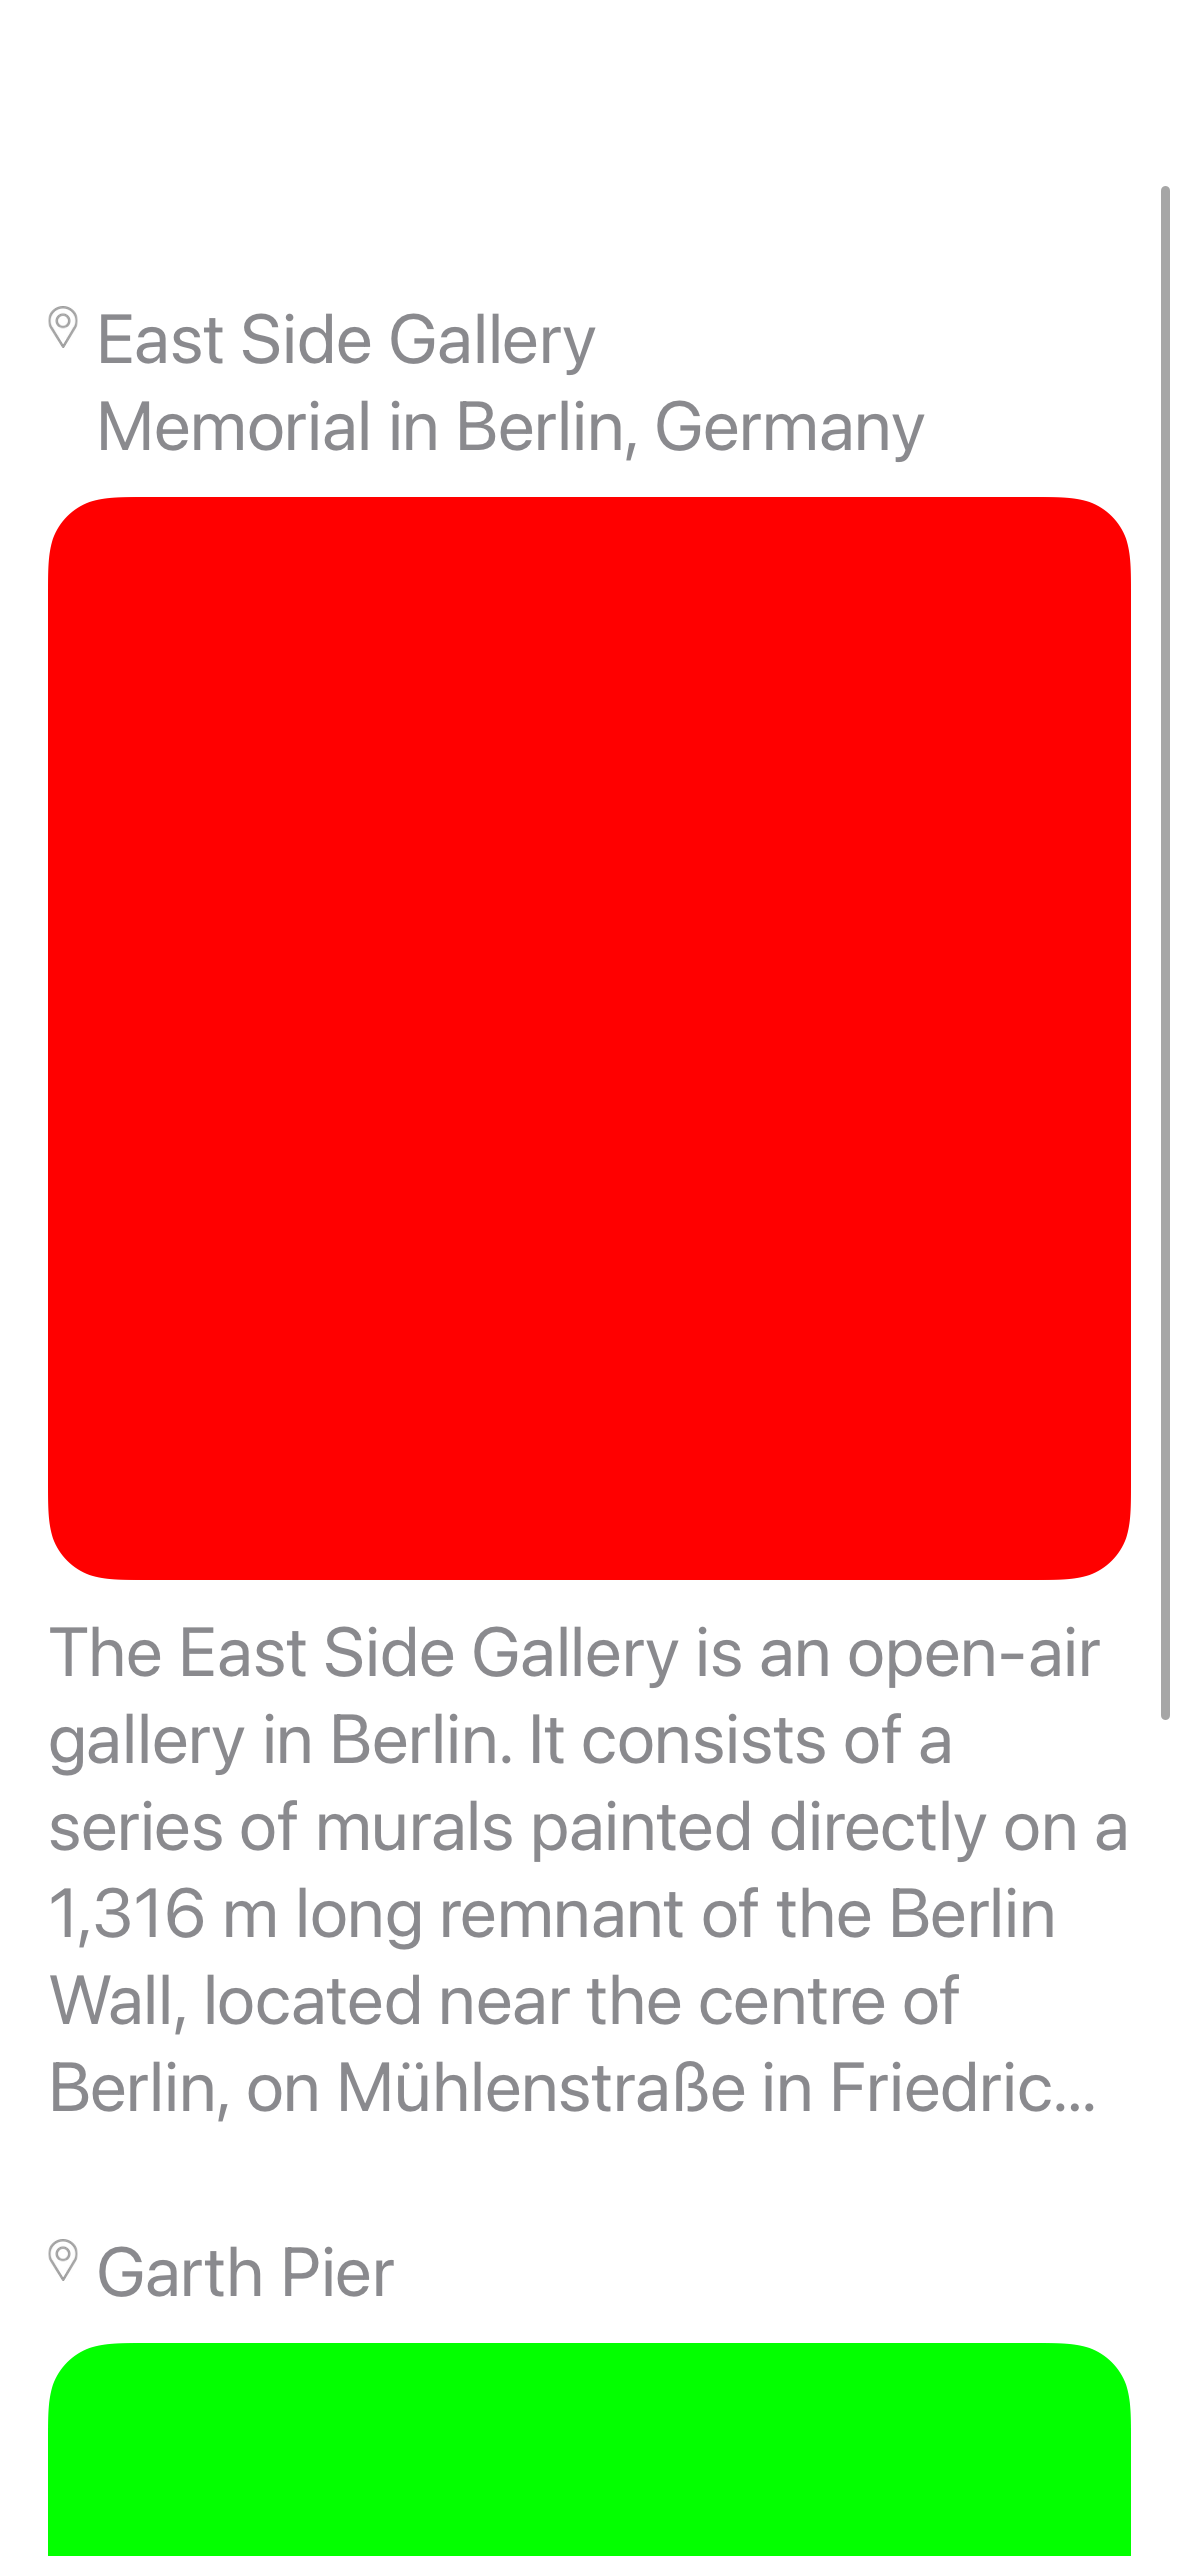 East Side Gallery
Memorial in Berlin, Germany
The East Side Gallery is an open-air
gallery in Berlin. It consists of a
series of murals painted directly on a
1,316 m long remnant of the Berlin
Wall, located near the centre of
Berlin, on Mühlenstraße in Friedric...
Garth Pier